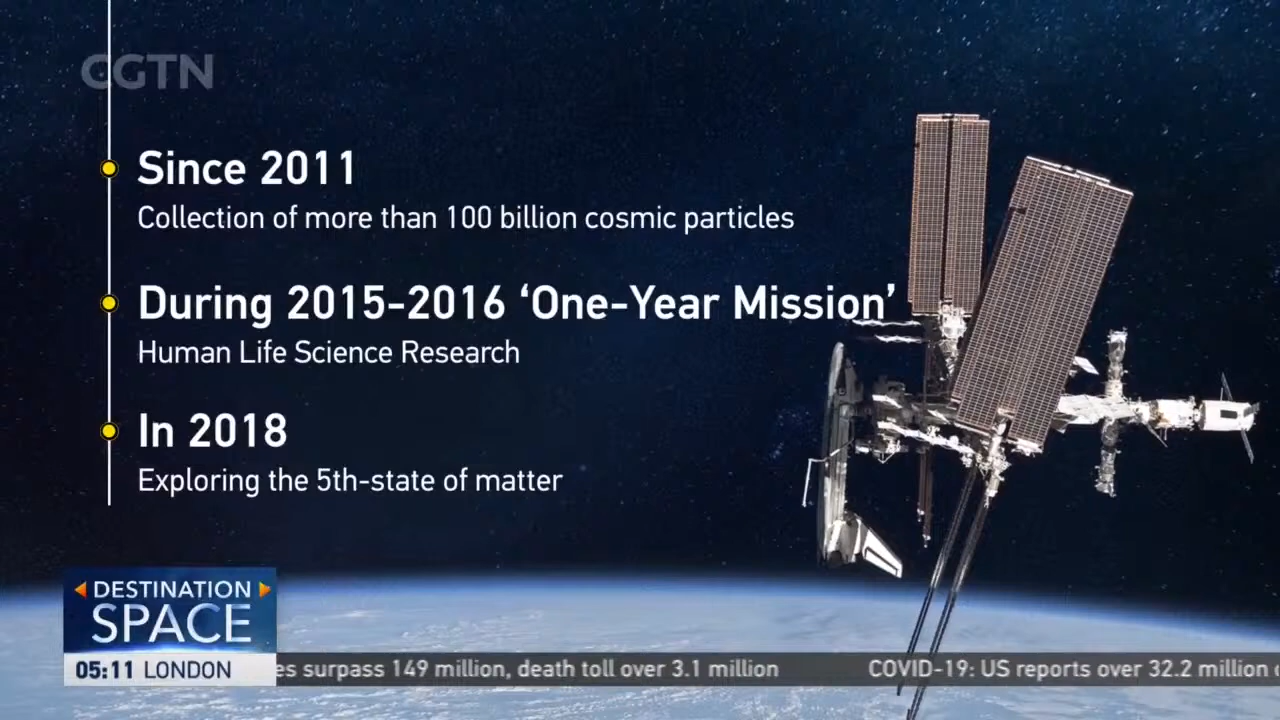 CGTN
Since 2011
Collection of more than 100 billion cosmic particles
During 2015-2016 ‘One-Year Mission’
Human Life Science Research
In 2018
Exploring the 5th-state of matter
DESTINATION
SPACE
05:11 LONDON
surpass 149 million, death toll over 3.1 million COVID-19: US reports over 32.2 million